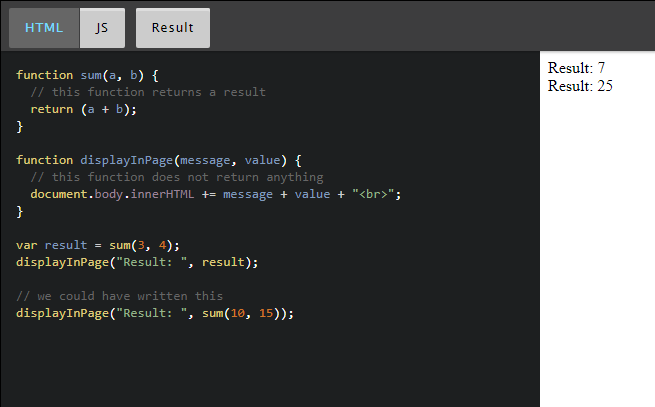 HTML JS Result
function sum(a, b) {
  // this function returns a result
  return (a + b);
}
function displayInPage(message, value) {
  // this function does not return anything
  document.body.innerHTML += message + value + "<br>";
}
var result = sum(3, 4);
displayInPage("Result: ", result);
// we could have written this
displayInPage("Result: ", sum(10, 15));
Result: 7
Result: 25